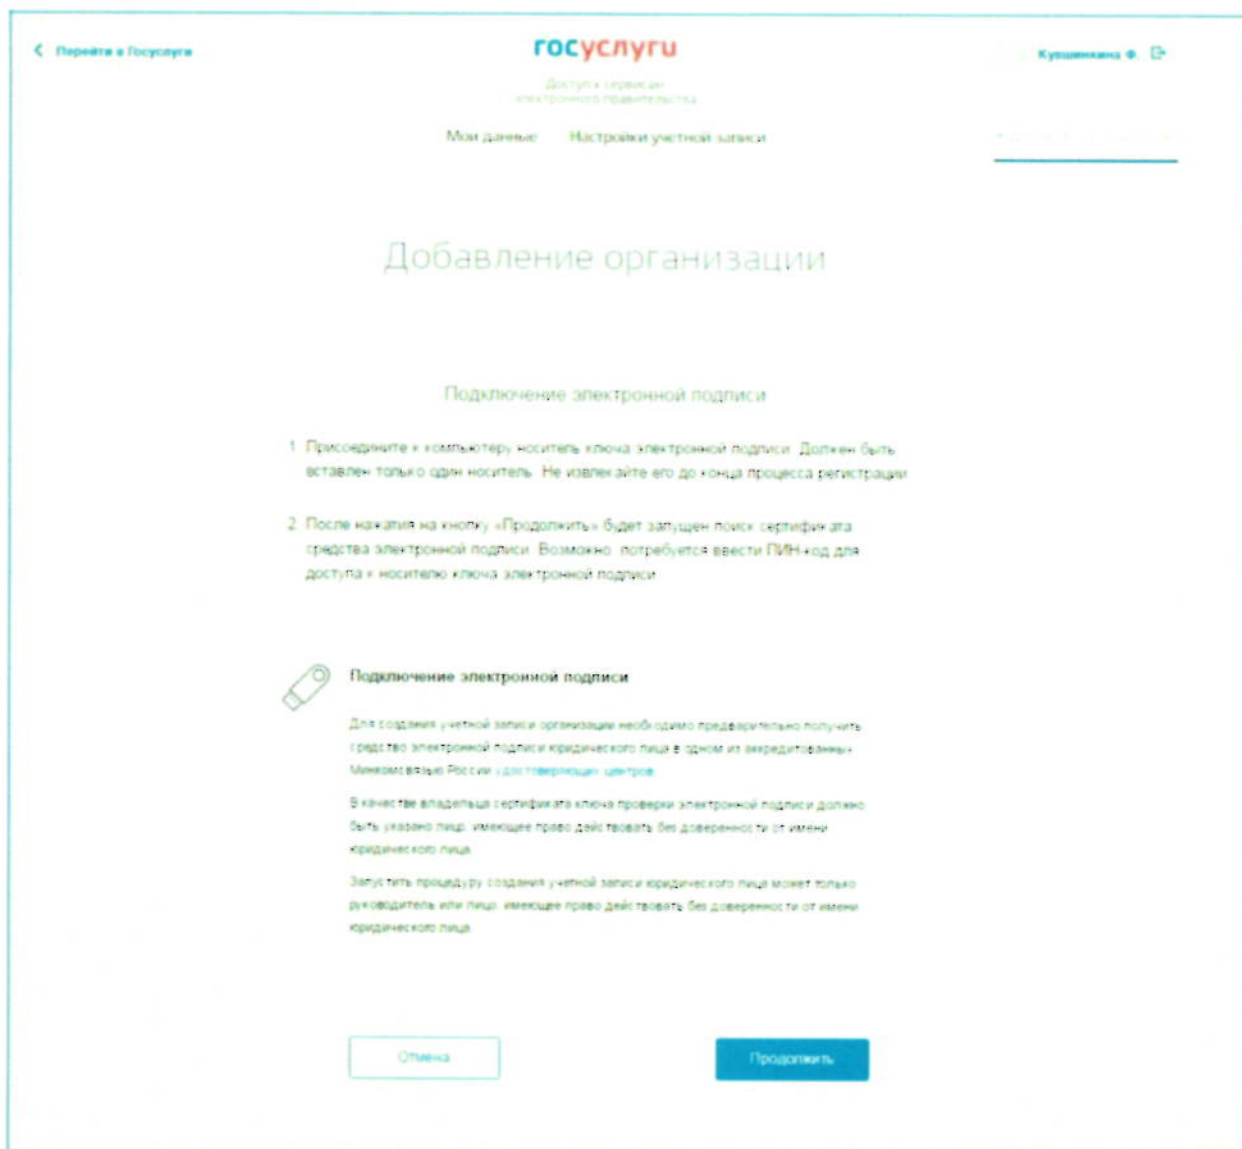 Перейти в Госуслуги
госуслуги
Кувшинкина Ф.
Доступ к сервисам
электронного правительства
Мои данные Настройки учетной записи
Добавление организации
Подключение электронной подписи
1. Присоедините к компьютеру носитель ключа электронной подписи. Должен быть
вставлен только один носитель. Не извлекайте его до конца процесса регистрации
2. После нажатия на кнопку «Продолжить» будет запущен поиск сертификата
средства электронной подписи. Возможно, потребуется ввести ПИН-код для
доступа к носителю ключа электронной подписи
Подключение электронной подписи
Для создания учетной записи организации необходимо предварительно получить
средство электронной подписи юридического лица в одном из аккредитованных
Минкомсвязью России удостоверяющих центров
В качестве владельца сертификата ключа проверки электронной подписи должно
быть указано лицо, имеющее право действовать без доверенности от имени
юридического лица
Запустить процедуру создания учетной записи юридического лица может только
руководитель или лицо, имеющее право действовать без доверенности от имени
юридического лица.
Отмена
Продолжить